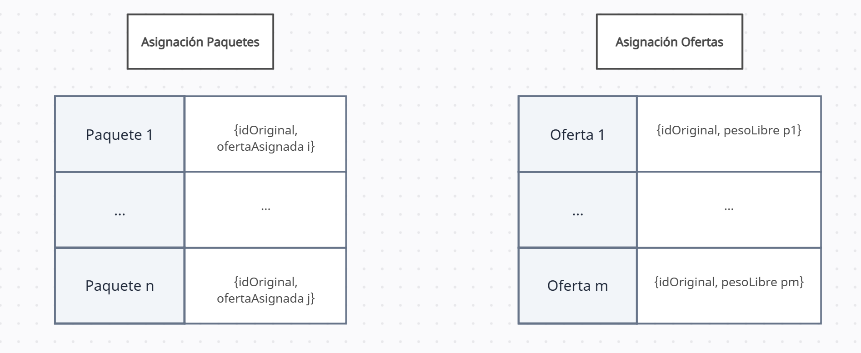 Asignación Paquetes
Asignación Ofertas
Paquete 1
{idOriginal,
ofertaAsignada i}
...
...
Paquete n
{idOriginal,
ofertaAsignada j}
Oferta 1
{idOriginal, pesoLibre p1}
...
...
Oferta m
{idOriginal, pesoLibre pm}